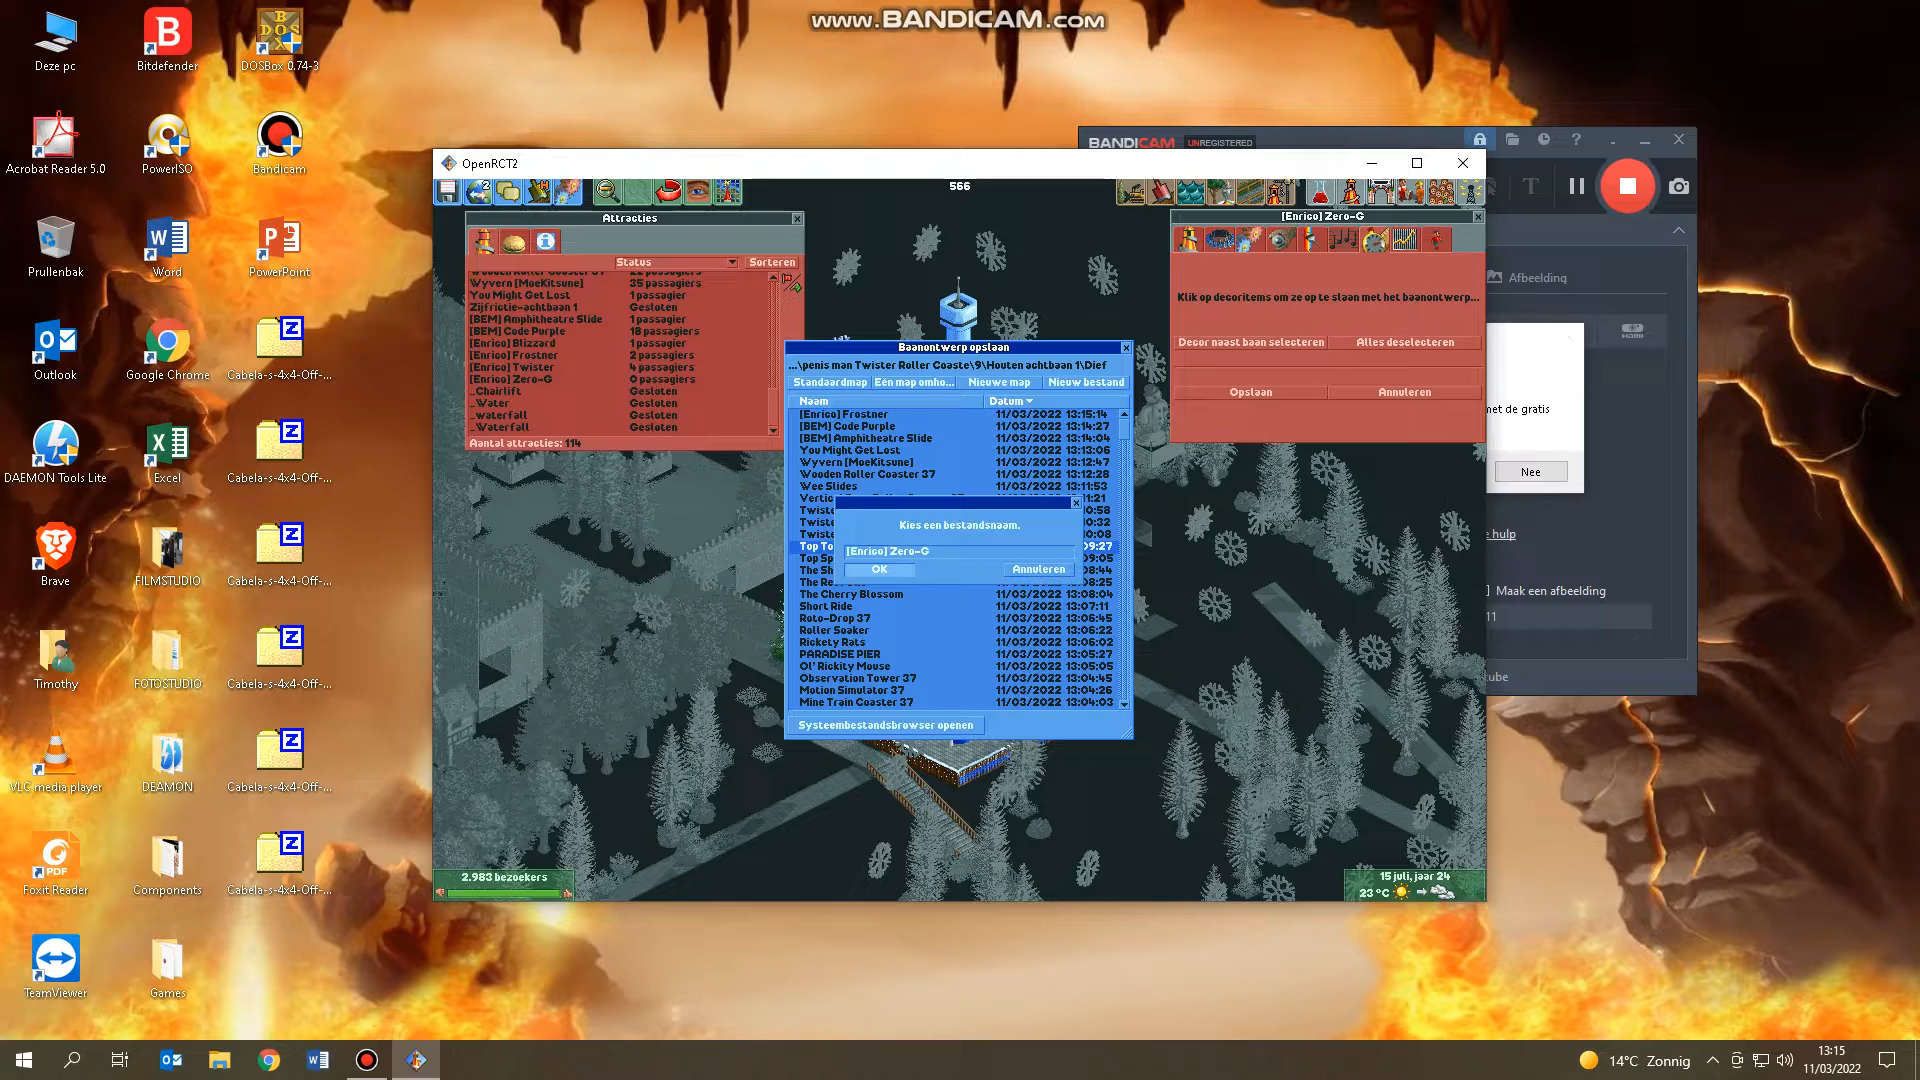 www.BANDICAM.com
Deze pc
Bitdefender
DOSBox 0.74-3
Acrobat Reader 5.0
PowerISO
Bandicam
Prullenbak
Word
PowerPoint
Outlook
Google Chrome
Cabela-s-4x4-Off-...
DAEMON Tools Lite
Excel
Cabela-s-4x4-Off-...
Brave
FILMSTUDIO
Cabela-s-4x4-Off-...
Timothy
FOTOSTUDIO
Cabela-s-4x4-Off-...
VLC media player
DEAMON
Cabela-s-4x4-Off-...
Foxit Reader
Components
Cabela-s-4x4-Off-...
TeamViewer
Games
BANDICAM UNREGISTERED
OpenRCT2
566
Attracties
Status
Sorteren
Wooden Roller Coaster 37 22 passagiers
Wyvern [MoeKitsune] 35 passagiers
You Might Get Lost 1 passagier
Zijfrictie-achtbaan 1 Gesloten
[BEM] Amphitheatre Slide 1 passagier
[BEM] Code Purple 18 passagiers
[Enrico] Blizzard 1 passagier
[Enrico] Frostner 2 passagiers
[Enrico] Twister 4 passagiers
[Enrico] Zero-G 0 passagiers
_Chairlift Gesloten
_Water Gesloten
_waterfall Gesloten
_Waterfall Gesloten
Aantal attracties: 114
Baanontwerp opslaan
...\penis man Twister Roller Coaste\9\Houten achtbaan 1\Dief
Standaardmap
Eén map omho...
Nieuwe map
Nieuw bestand
Naam
Datum
[Enrico] Frostner 11/03/2022 13:15:14
[BEM] Code Purple 11/03/2022 13:14:27
[BEM] Amphitheatre Slide 11/03/2022 13:14:04
You Might Get Lost 11/03/2022 13:13:06
Wyvern [MoeKitsune] 11/03/2022 13:12:47
Wooden Roller Coaster 37 11/03/2022 13:12:28
Wee Slides 11/03/2022 13:11:53
Kies een bestandsnaam.
[Enrico] Zero-G
OK
Annuleren
The Cherry Blossom 11/03/2022 13:08:04
Short Ride 11/03/2022 13:07:11
Roto-Drop 37 11/03/2022 13:06:45
Roller Soaker 11/03/2022 13:06:22
Rickety Rats 11/03/2022 13:06:02
PARADISE PIER 11/03/2022 13:05:27
Ol' Rickity Mouse 11/03/2022 13:05:05
Observation Tower 37 11/03/2022 13:04:45
Motion Simulator 37 11/03/2022 13:04:26
Mine Train Coaster 37 11/03/2022 13:04:03
Systeembestandsbrowser openen
[Enrico] Zero-G
Klik op decoritems om ze op te slaan met het baanontwerp...
Decor naast baan selecteren
Alles deselecteren
Opslaan
Annuleren
Afbeelding
HDMI
met de gratis
Nee
e hulp
Maak een afbeelding
11
tube
2.983 bezoekers
15 juli, jaar 24
23 °C
14°C Zonnig
13:15
11/03/2022